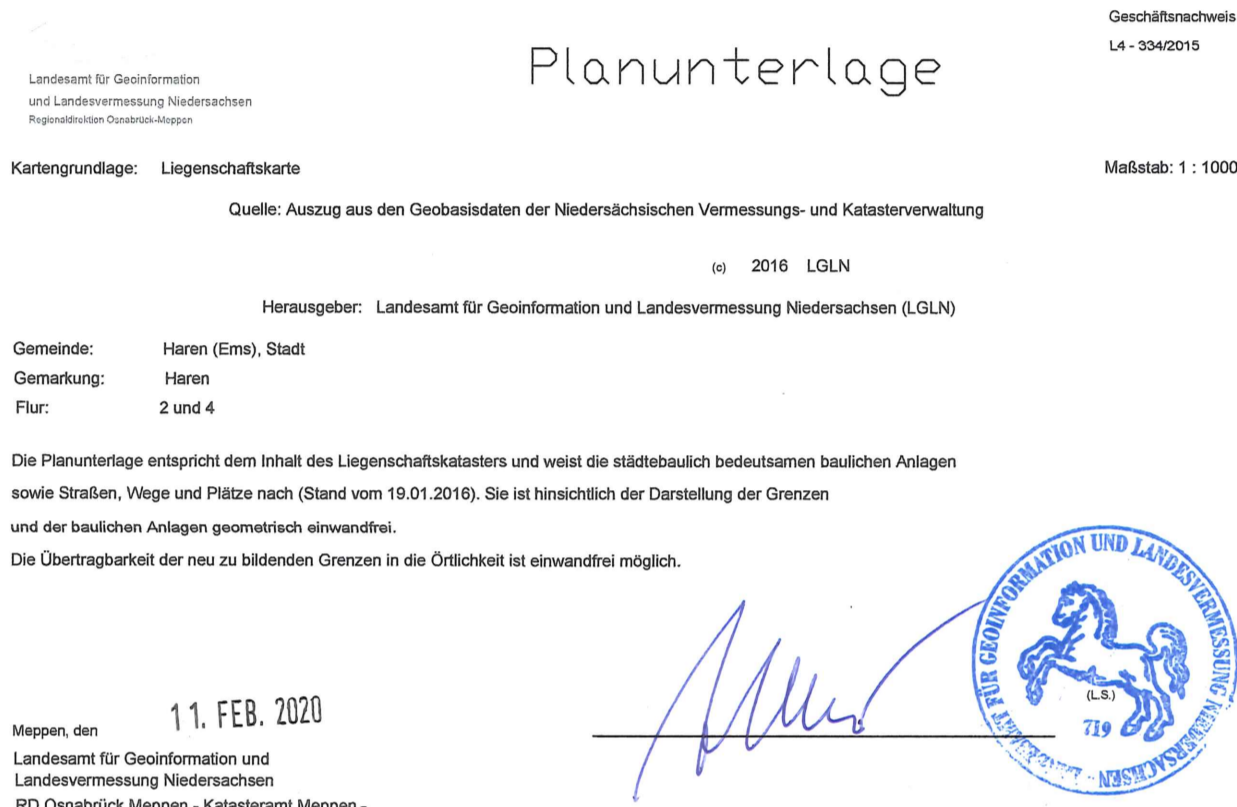 Geschäftsnachweis
L4 - 334/2015
Planunterlage
Landesamt für Geoinformation
und Landesvermessung Niedersachsen
Regionaldirektion Osnabrück-Meppen
Kartengrundlage: Liegenschaftskarte
Maßstab: 1 : 1000
Quelle: Auszug aus den Geobasisdaten der Niedersächsischen Vermessungs- und Katasterverwaltung
(c) 2016 LGLN
Herausgeber: Landesamt für Geoinformation und Landesvermessung Niedersachsen (LGLN)
Gemeinde: Haren (Ems), Stadt
Gemarkung: Haren
Flur: 2 und 4
Die Planunterlage entspricht dem Inhalt des Liegenschaftskatasters und weist die städtebaulich bedeutsamen baulichen Anlagen
sowie Straßen, Wege und Plätze nach (Stand vom 19.01.2016). Sie ist hinsichtlich der Darstellung der Grenzen
und der baulichen Anlagen geometrisch einwandfrei.
Die Übertragbarkeit der neu zu bildenden Grenzen in die Örtlichkeit ist einwandfrei möglich.
LANDESAMT FÜR GEOINFORMATION UND LANDESVERMESSUNG NIEDERSACHSEN -
(L.S.)
719
Meppen, den 11. FEB. 2020
Landesamt für Geoinformation und
Landesvermessung Niedersachsen
RD Osnabrück Meppen - Katasteramt Meppen -